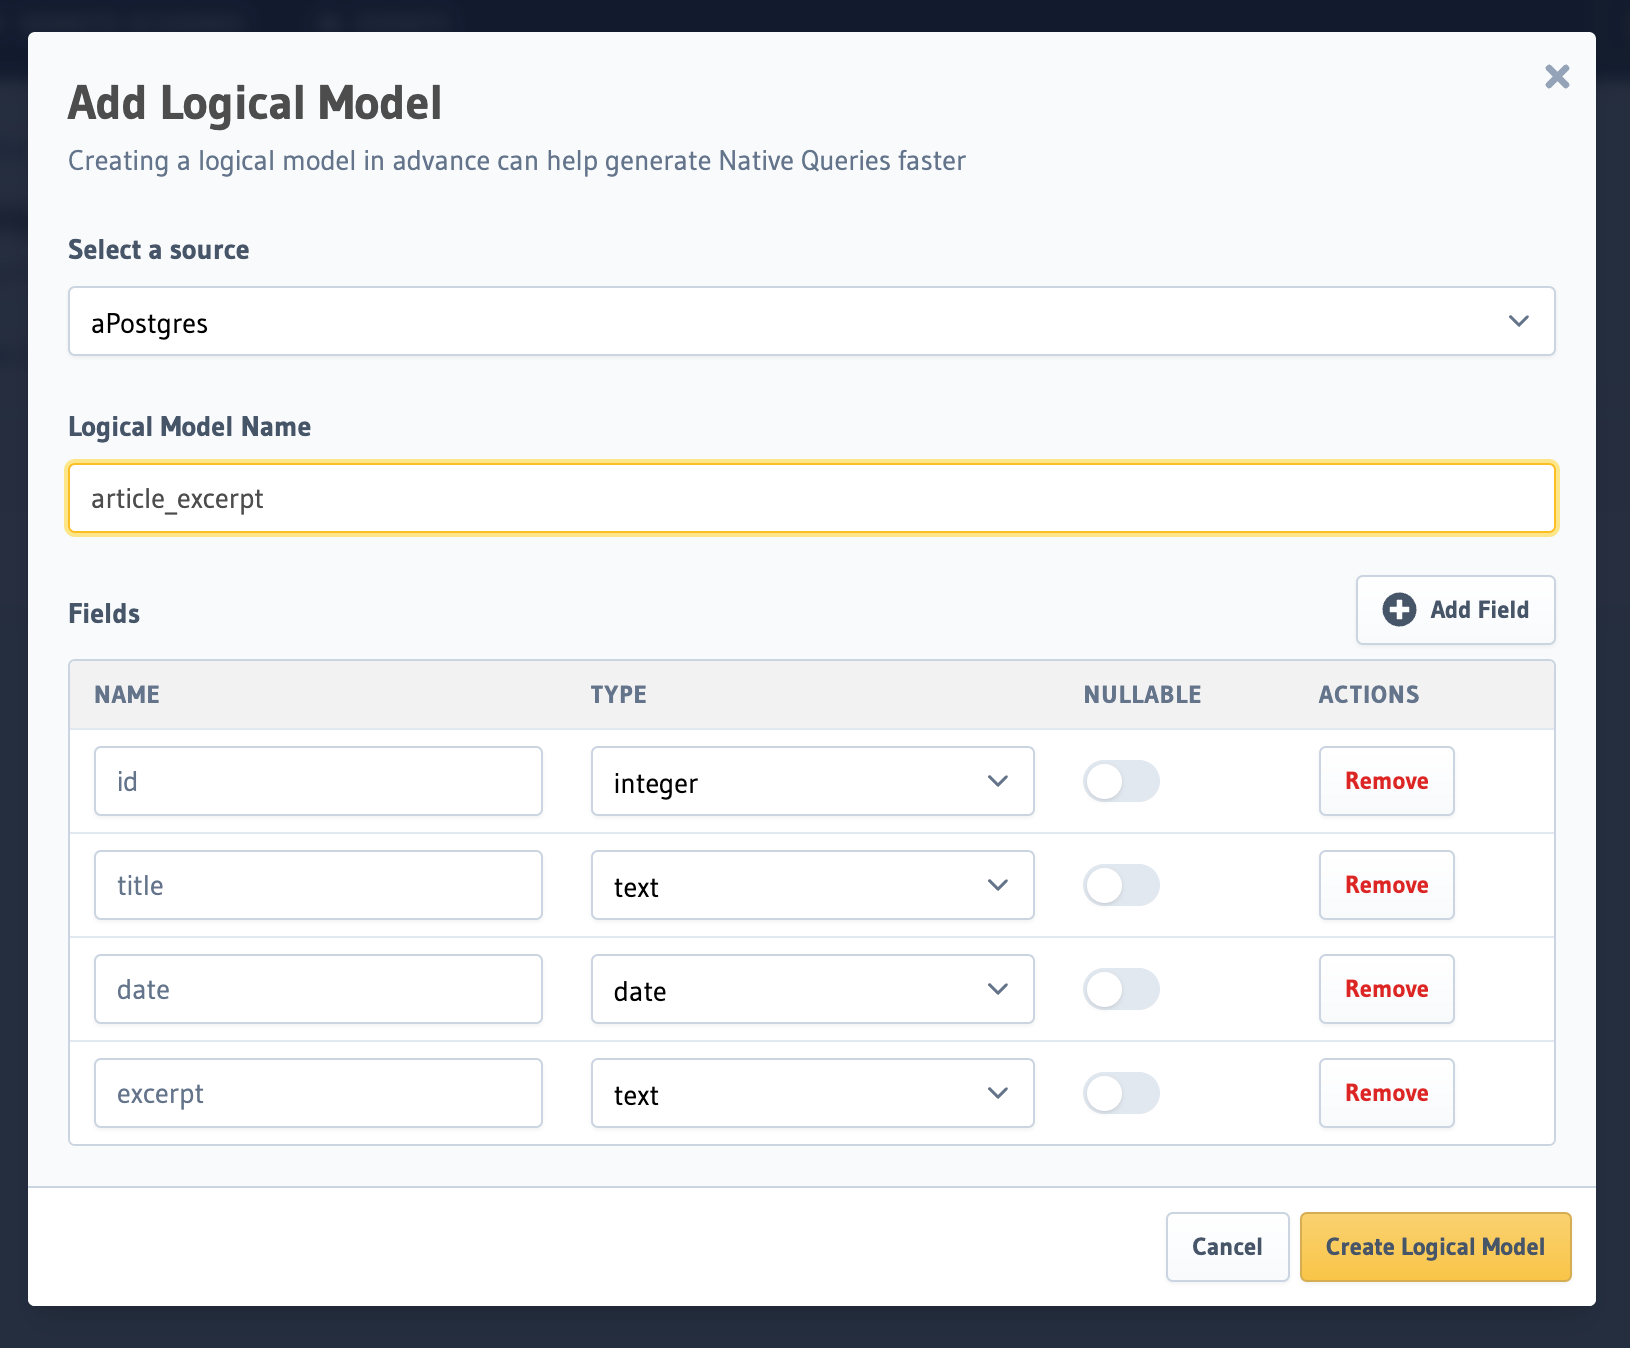 Add Logical Model
Creating a logical model in advance can help generate Native Queries faster
Select a source
aPostgres
Logical Model Name
article_excerpt
Fields
Add Field
NAME TYPE NULLABLE ACTIONS
id integer Remove
title text Remove
date date Remove
excerpt text Remove
Cancel Create Logical Model